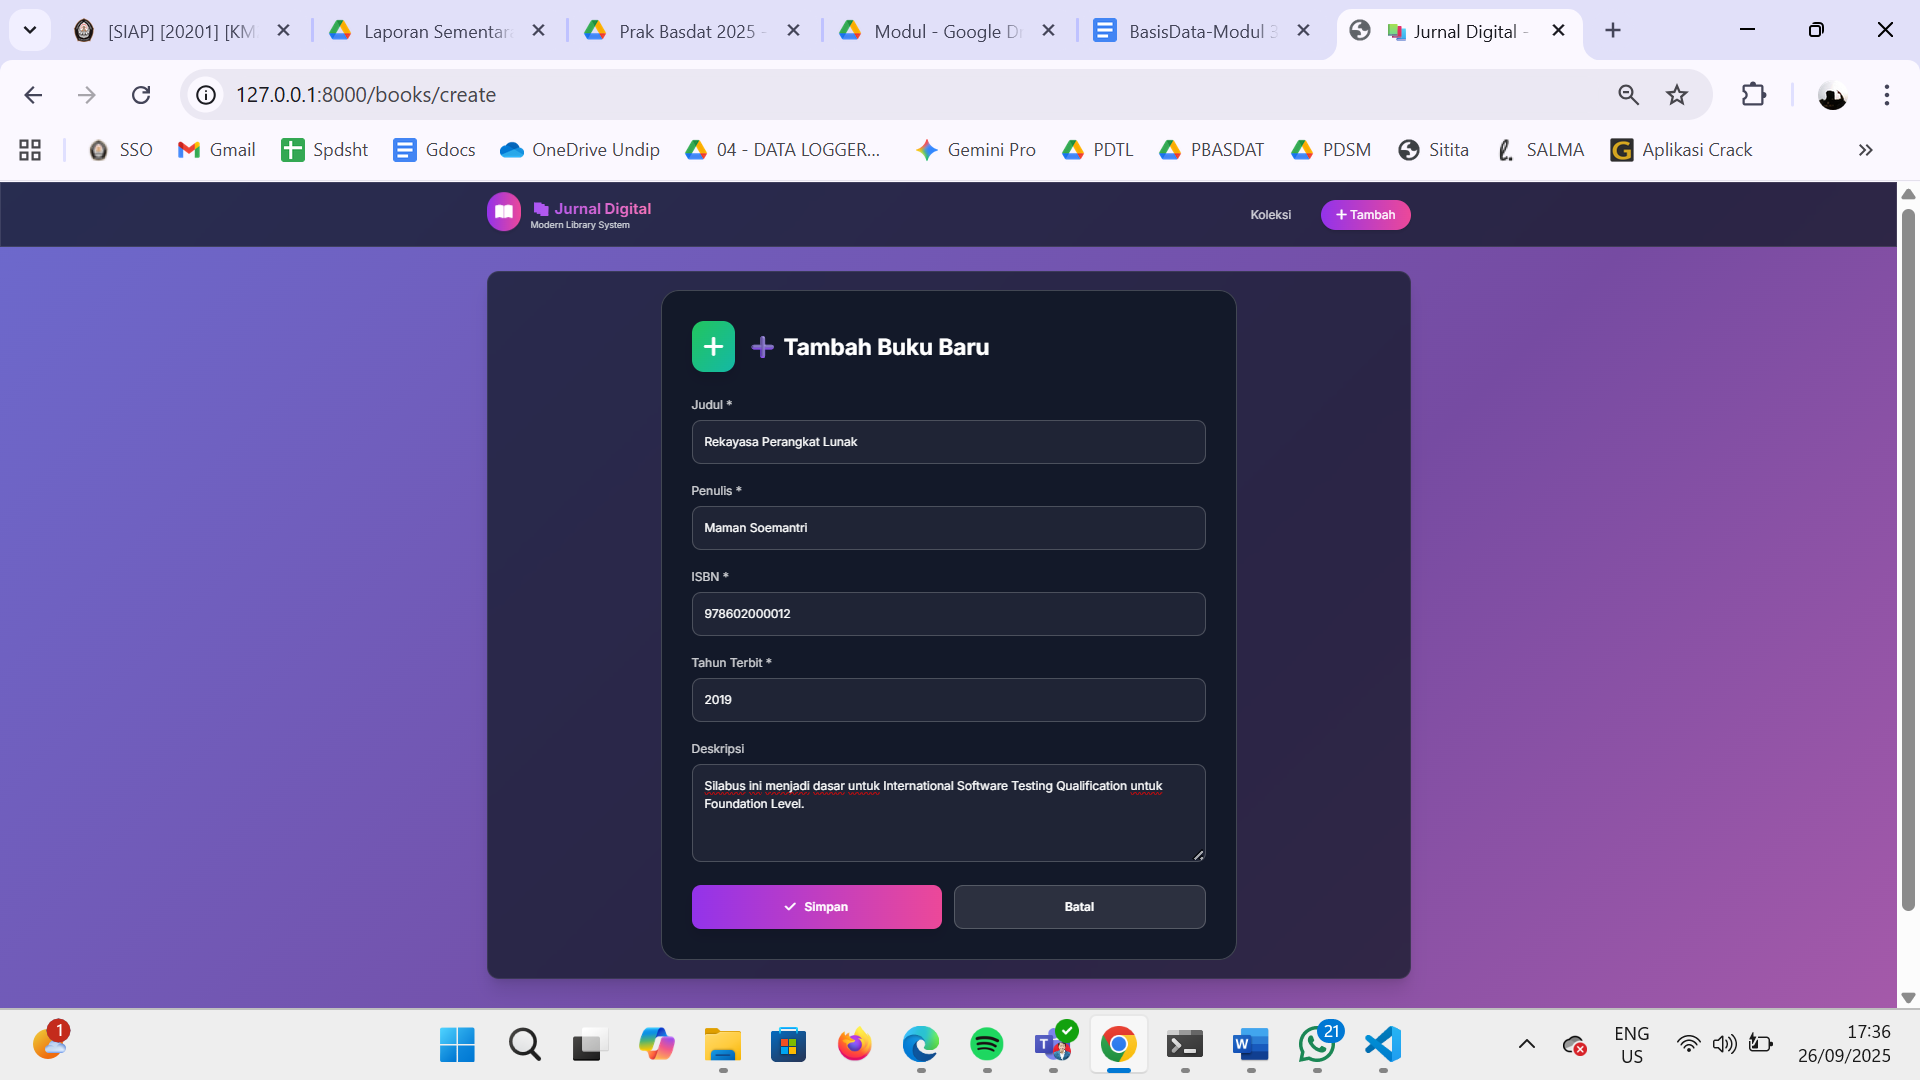 [SIAP] [20201] [KM
Laporan Sementara
Prak Basdat 2025 -
Modul - Google D
BasisData-Modul 3
Jurnal Digital -
127.0.0.1:8000/books/create
SSO
Gmail
Spdsht
Gdocs
OneDrive Undip
04 - DATA LOGGER...
Gemini Pro
PDTL
PBASDAT
PDSM
Sitita
SALMA
Aplikasi Crack
Jurnal Digital
Modern Library System
Koleksi
Tambah
Tambah Buku Baru
Judul *
Rekayasa Perangkat Lunak
Penulis *
Maman Soemantri
ISBN *
978602000012
Tahun Terbit *
2019
Deskripsi
Silabus ini menjadi dasar untuk International Software Testing Qualification untuk
Foundation Level.
Simpan
Batal
1
21
ENG
US
17:36
26/09/2025